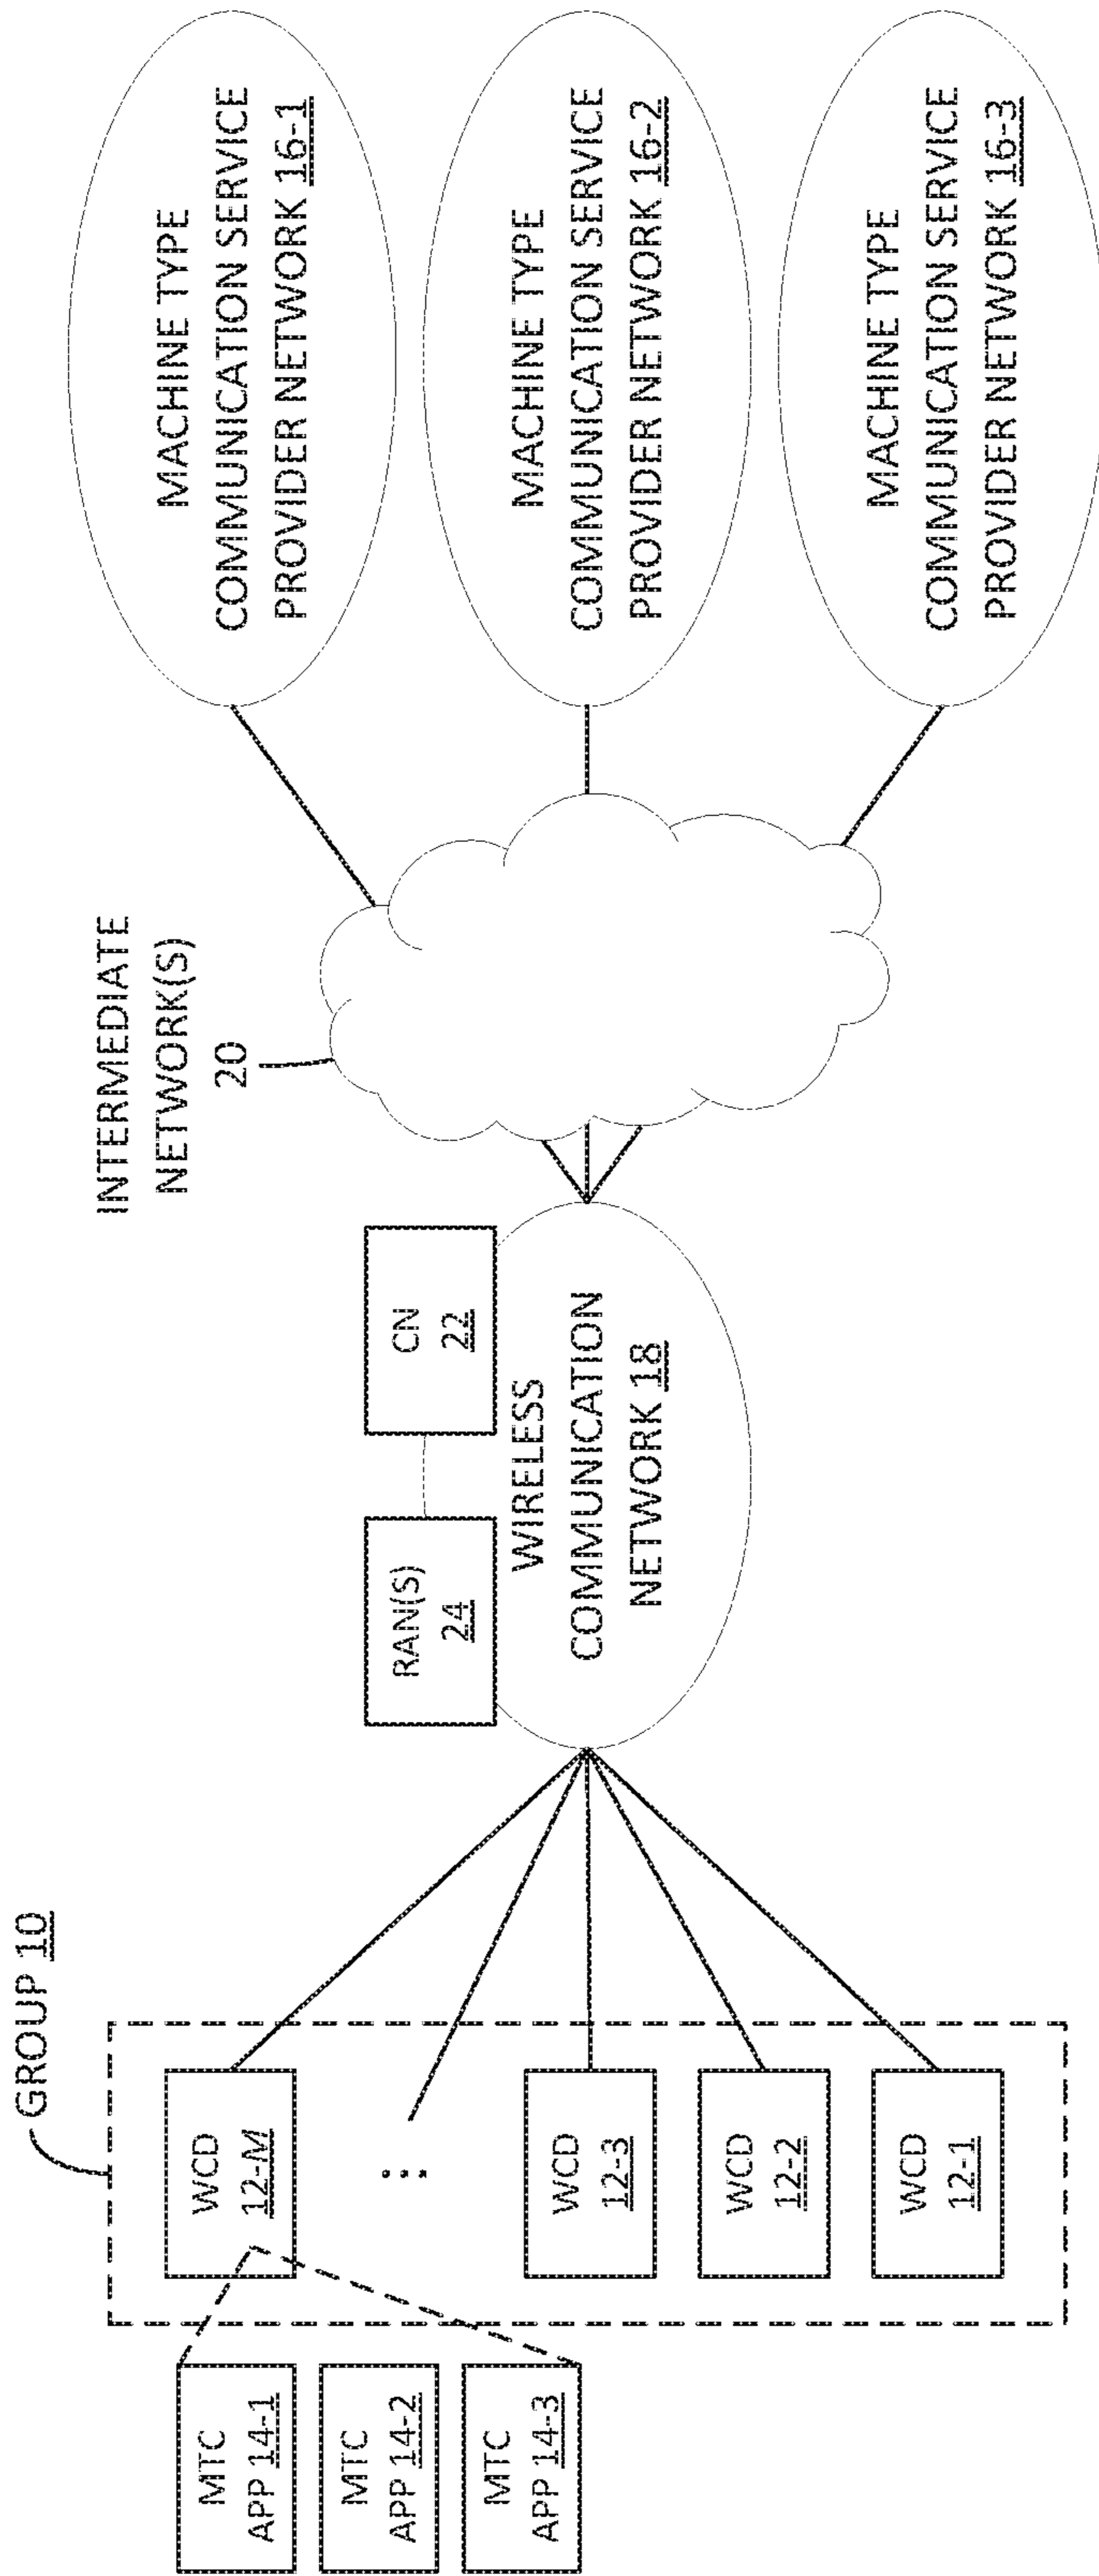 GROUP 10
MTC
APP 14-1
MTC
APP 14-2
MTC
APP 14-3
WCD
12-M
...
WCD
12-3
WCD
12-2
WCD
12-1
RAN(S)
24
CN
22
WIRELESS
COMMUNICATION
NETWORK 18
INTERMEDIATE
NETWORK(S)
20
MACHINE TYPE
COMMUNICATION SERVICE
PROVIDER NETWORK 16-1
MACHINE TYPE
COMMUNICATION SERVICE
PROVIDER NETWORK 16-2
MACHINE TYPE
COMMUNICATION SERVICE
PROVIDER NETWORK 16-3